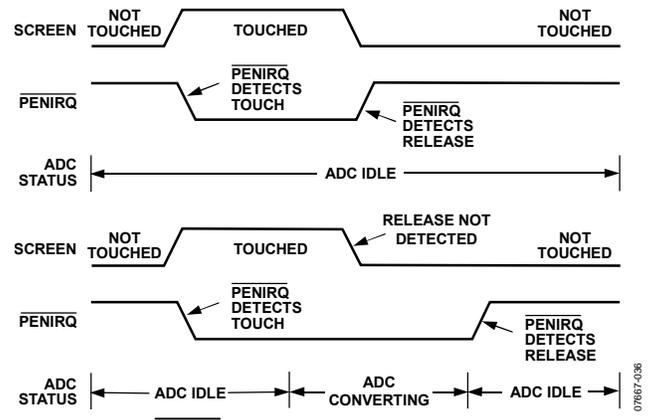 SCREEN
NOT
TOUCHED
TOUCHED
NOT
TOUCHED
PENIRQ
PENIRQ
DETECTS
TOUCH
PENIRQ
DETECTS
RELEASE
ADC
STATUS
ADC IDLE
SCREEN
NOT
TOUCHED
TOUCHED
RELEASE NOT
DETECTED
NOT
TOUCHED
PENIRQ
PENIRQ
DETECTS
TOUCH
PENIRQ
DETECTS
RELEASE
ADC
STATUS
ADC IDLE
ADC
CONVERTING
ADC IDLE
07667-036